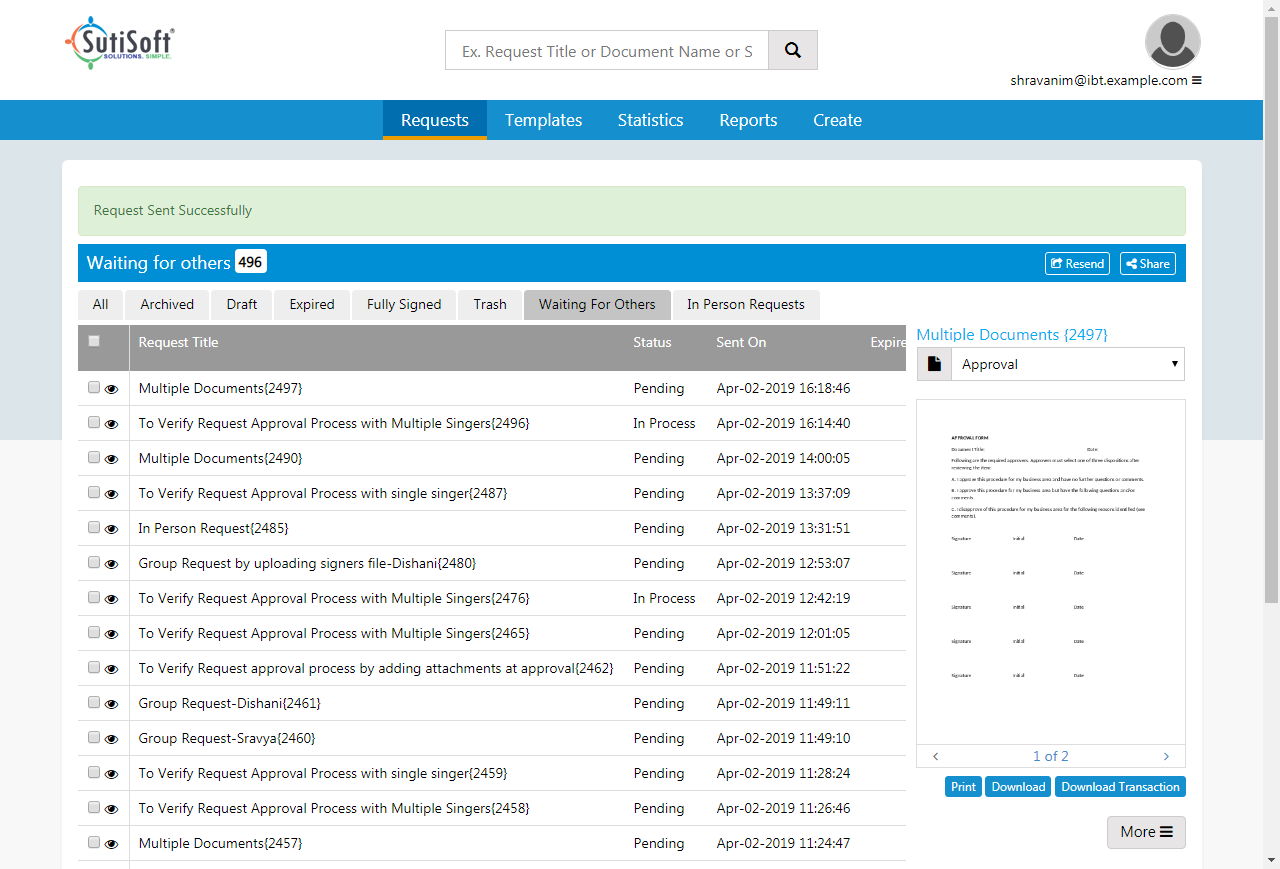 SutiSoft®
SOLUTIONS. SIMPLE.
Ex. Request Title or Document Name or S
shravanim@ibt.example.com
Requests Templates Statistics Reports Create
Request Sent Successfully
Waiting for others 496 Resend Share
All Archived Draft Expired Fully Signed Trash Waiting For Others In Person Requests
Request Title Status Sent On Expire
Multiple Documents{2497} Pending Apr-02-2019 16:18:46
To Verify Request Approval Process with Multiple Singers{2496} In Process Apr-02-2019 16:14:40
Multiple Documents{2490} Pending Apr-02-2019 14:00:05
To Verify Request Approval Process with single singer{2487} Pending Apr-02-2019 13:37:09
In Person Request{2485} Pending Apr-02-2019 13:31:51
Group Request by uploading signers file-Dishani{2480} Pending Apr-02-2019 12:53:07
To Verify Request Approval Process with Multiple Singers{2476} In Process Apr-02-2019 12:42:19
To Verify Request Approval Process with Multiple Singers{2465} Pending Apr-02-2019 12:01:05
To Verify Request approval process by adding attachments at approval{2462} Pending Apr-02-2019 11:51:22
Group Request-Dishani{2461} Pending Apr-02-2019 11:49:11
Group Request-Sravya{2460} Pending Apr-02-2019 11:49:10
To Verify Request Approval Process with single singer{2459} Pending Apr-02-2019 11:28:24
To Verify Request Approval Process with Multiple Singers{2458} Pending Apr-02-2019 11:26:46
Multiple Documents{2457} Pending Apr-02-2019 11:24:47
Multiple Documents {2497}
Approval
APPROVAL FORM
Document Title: Date:
Following are the required approvers. Approvers must select one of three dispositions after
reviewing the item:
A. I approve this procedure for my business area and have no further questions or comments.
B. I approve this procedure for my business area but have the following questions and/or
comments.
C. I disapprove of this procedure for my business area for the following reasons identified (see
comments).
Signature Initial Date
Signature Initial Date
Signature Initial Date
Signature Initial Date
Signature Initial Date
1 of 2
Print Download Download Transaction
More